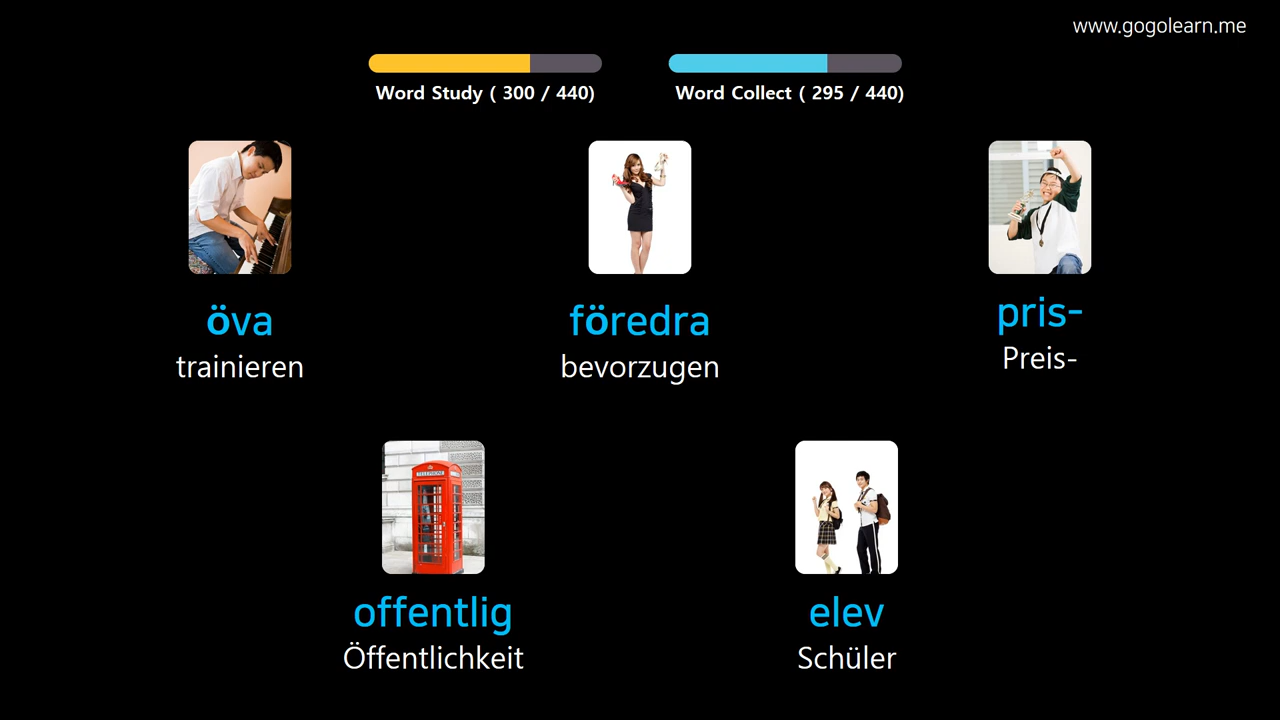 www.gogolearn.me
Word Study ( 300 / 440)
Word Collect ( 295 / 440)
öva
trainieren
föredra
bevorzugen
pris-
Preis-
TELEPHONE
offentlig
Öffentlichkeit
elev
Schüler